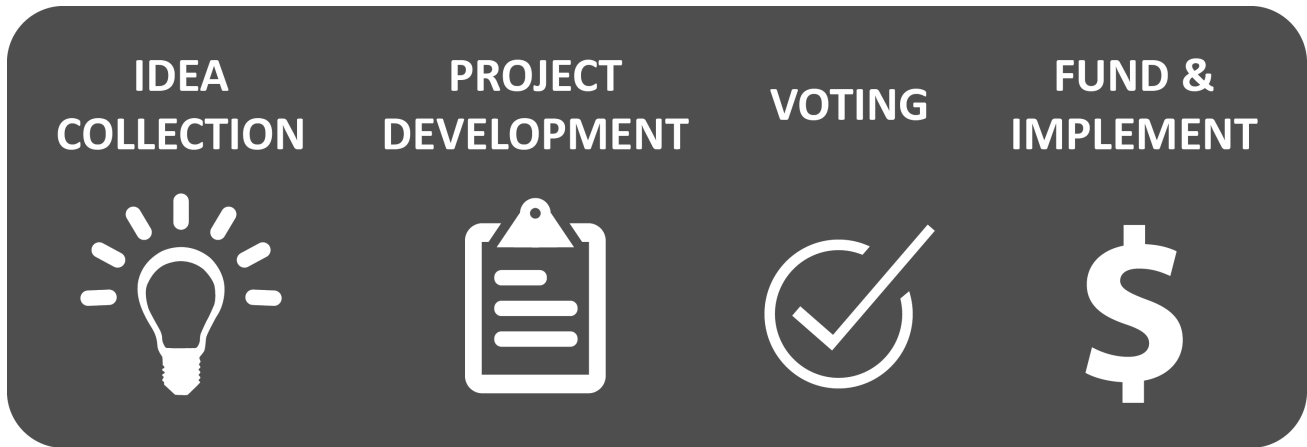 IDEA
COLLECTION
PROJECT
DEVELOPMENT
VOTING
FUND &
IMPLEMENT